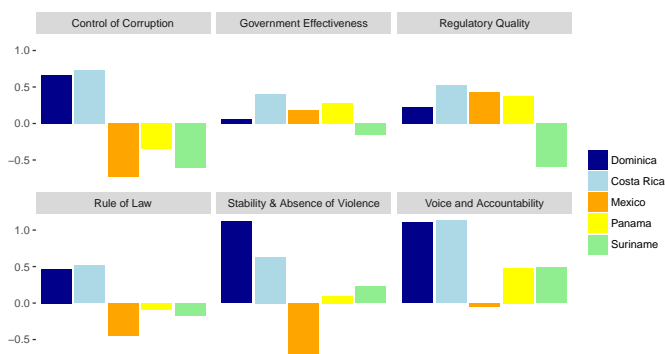 Control of Corruption
Government Effectiveness
Regulatory Quality
1.0
0.5
0.0
−0.5
Rule of Law
Stability & Absence of Violence
Voice and Accountability
1.0
0.5
0.0
−0.5
Dominica
Costa Rica
Mexico
Panama
Suriname